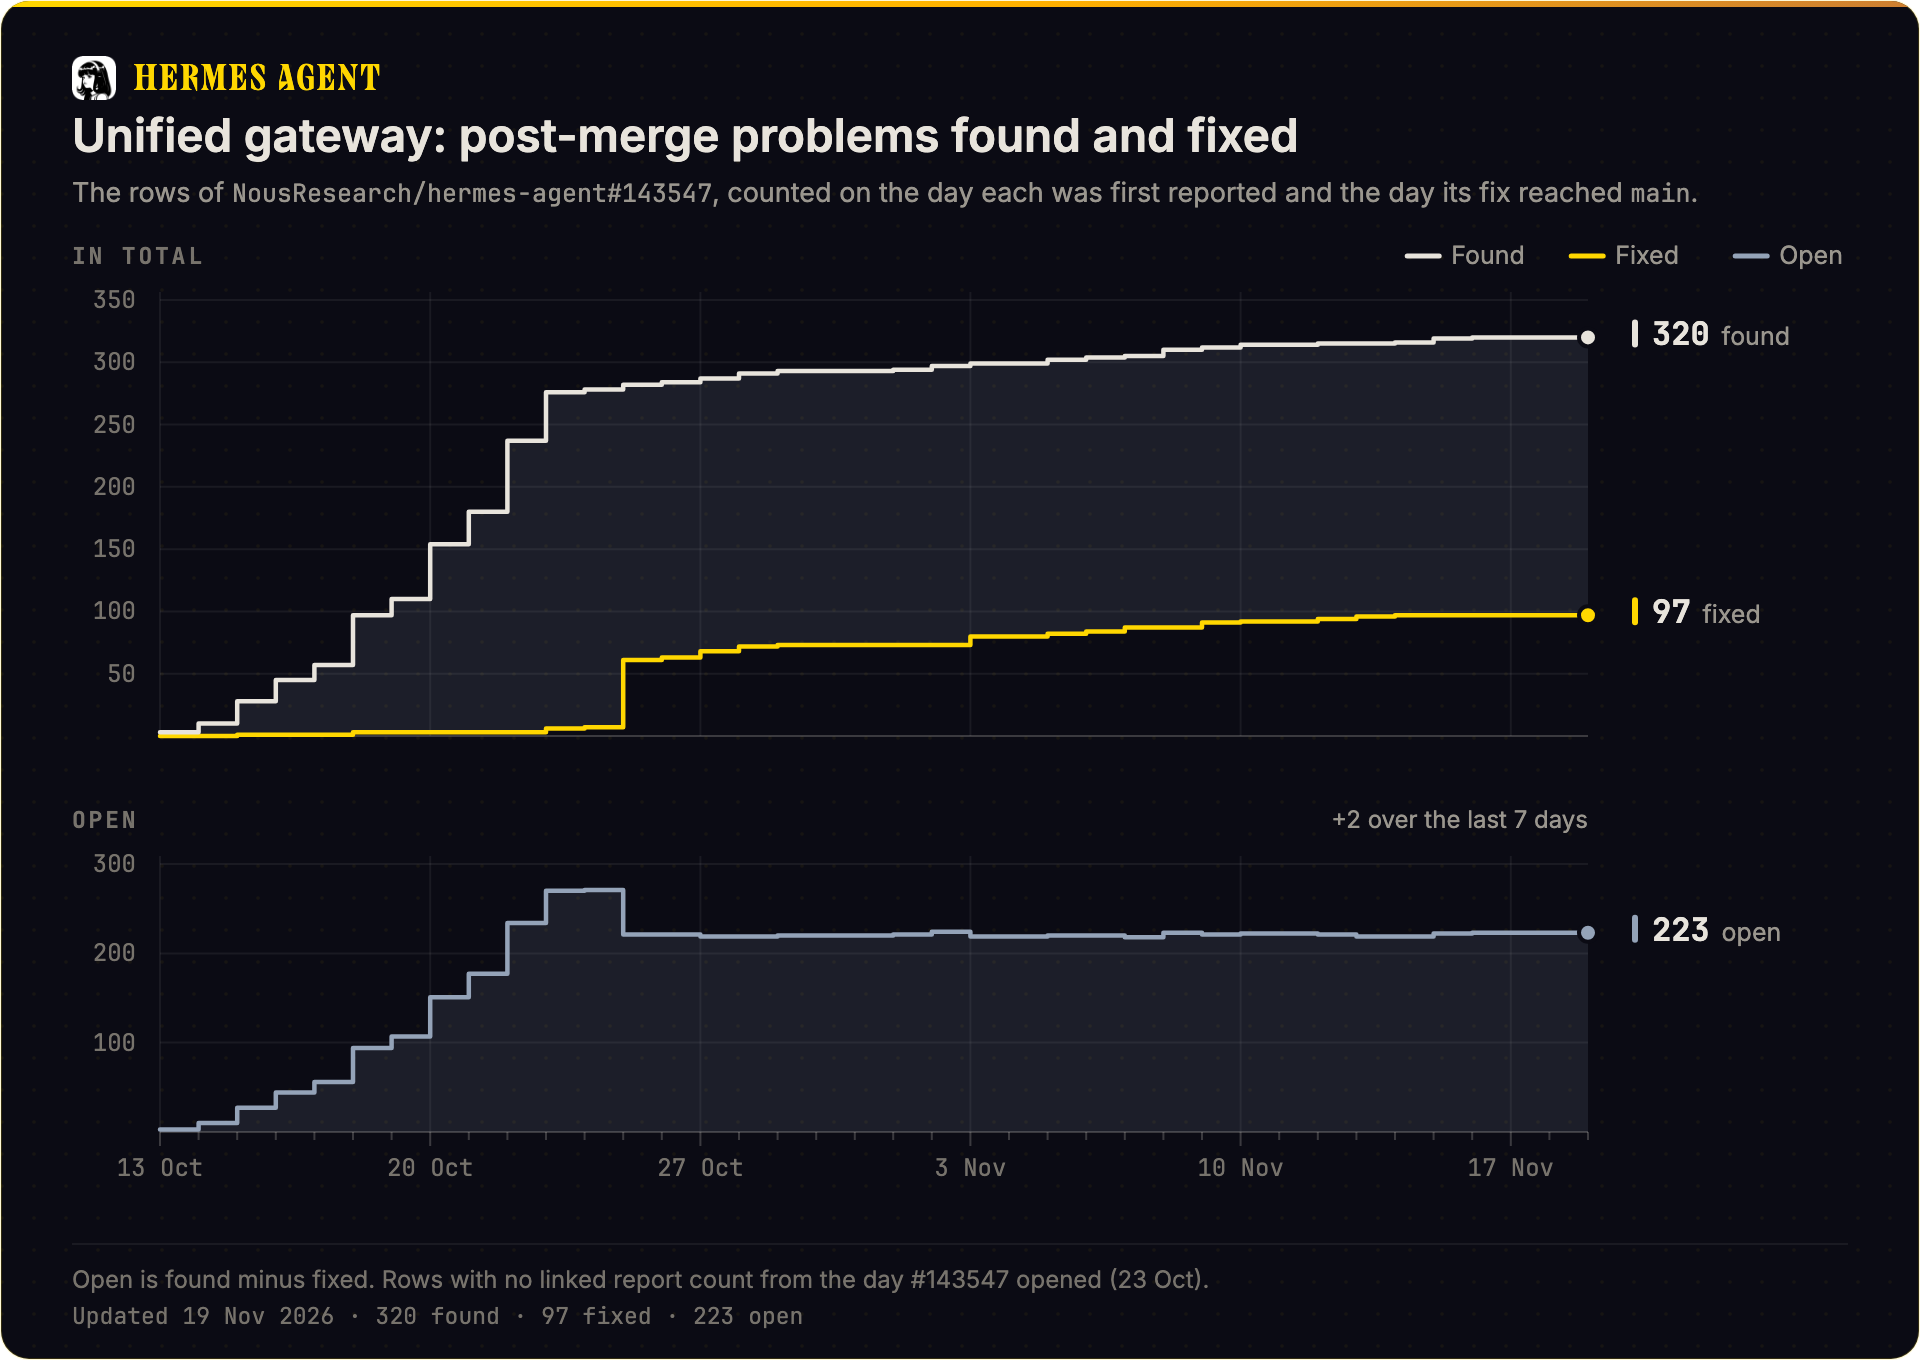 HERMES AGENT
Unified gateway: post-merge problems found and fixed
The rows of NousResearch/hermes-agent#143547, counted on the day each was first reported and the day its fix reached main.
IN TOTAL
Found Fixed Open
350
300
250
200
150
100
50
320 found
97 fixed
OPEN
+2 over the last 7 days
300
200
100
223 open
13 Oct 20 Oct 27 Oct 3 Nov 10 Nov 17 Nov
Open is found minus fixed. Rows with no linked report count from the day #143547 opened (23 Oct).
Updated 19 Nov 2026 · 320 found · 97 fixed · 223 open